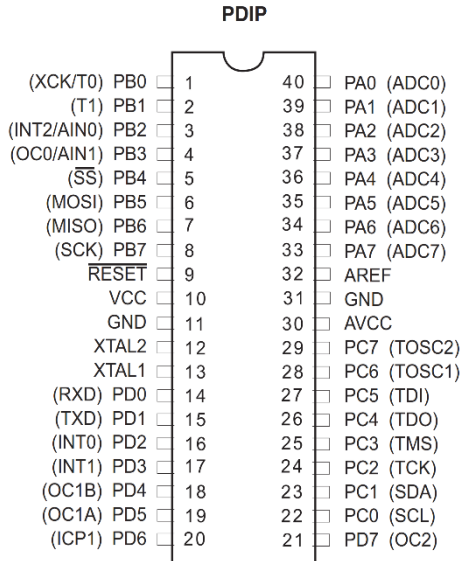 PDIP
(XCK/T0) PB0 1 40 PA0 (ADC0)
(T1) PB1 2 39 PA1 (ADC1)
(INT2/AIN0) PB2 3 38 PA2 (ADC2)
(OC0/AIN1) PB3 4 37 PA3 (ADC3)
(SS) PB4 5 36 PA4 (ADC4)
(MOSI) PB5 6 35 PA5 (ADC5)
(MISO) PB6 7 34 PA6 (ADC6)
(SCK) PB7 8 33 PA7 (ADC7)
RESET 9 32 AREF
VCC 10 31 GND
GND 11 30 AVCC
XTAL2 12 29 PC7 (TOSC2)
XTAL1 13 28 PC6 (TOSC1)
(RXD) PD0 14 27 PC5 (TDI)
(TXD) PD1 15 26 PC4 (TDO)
(INT0) PD2 16 25 PC3 (TMS)
(INT1) PD3 17 24 PC2 (TCK)
(OC1B) PD4 18 23 PC1 (SDA)
(OC1A) PD5 19 22 PC0 (SCL)
(ICP1) PD6 20 21 PD7 (OC2)